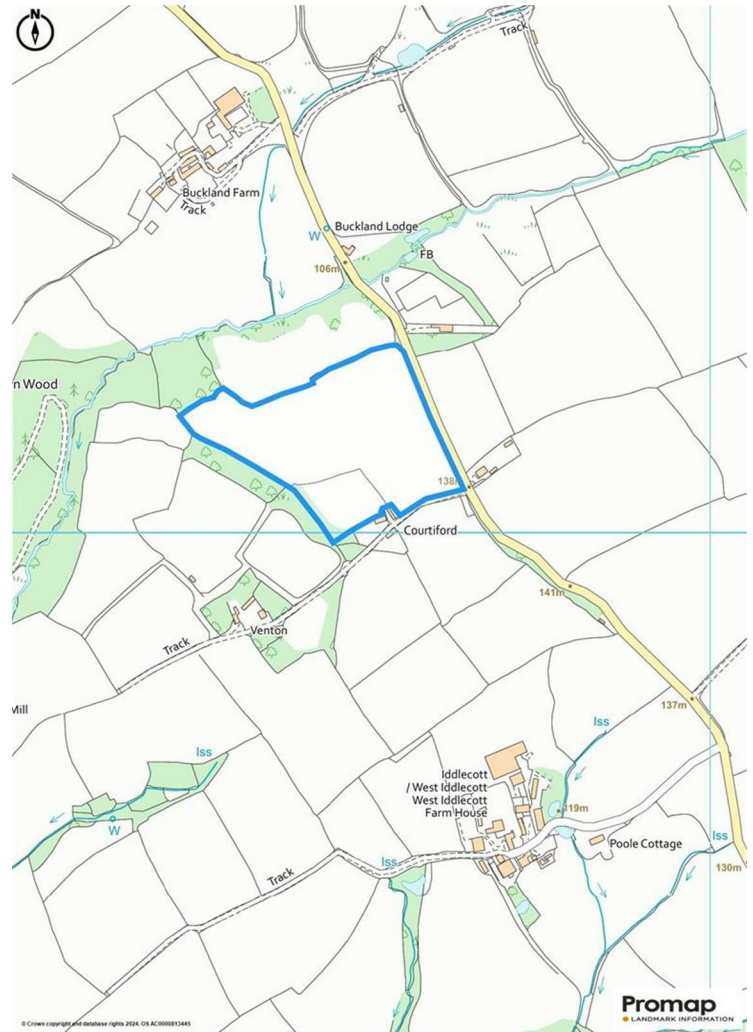 N
Track
Buckland Farm
Track
Buckland Lodge
W
FB
106m
n Wood
138m
Courtiford
141m
Venton
Track
137m
Mill
Iss
Iss
Iddlecott
/ West Iddlecott
West Iddlecott
Farm House
119m
W
Poole Cottage
Iss
Iss
130m
Track
Promap
LANDMARK INFORMATION
© Crown copyright and database rights 2024. OS AC0000813445